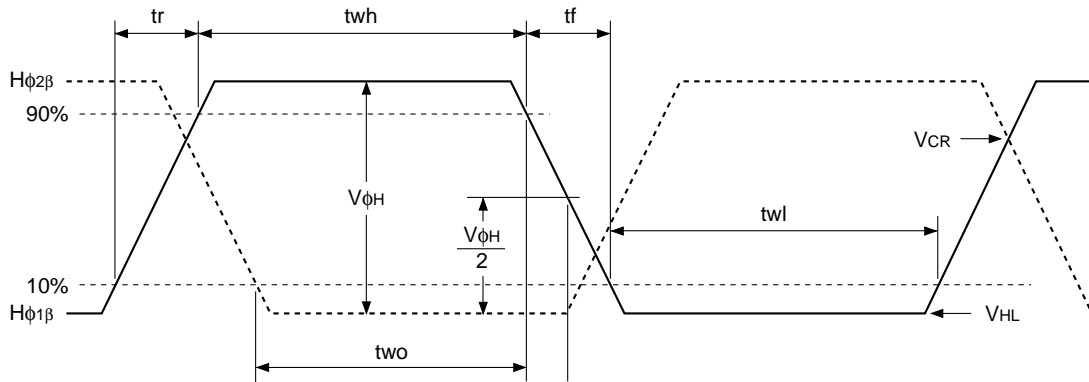 tr twh tf
Hϕ2β
90%
VCR
VϕH
twl
VϕH
2
10%
Hϕ1β
VHL
two